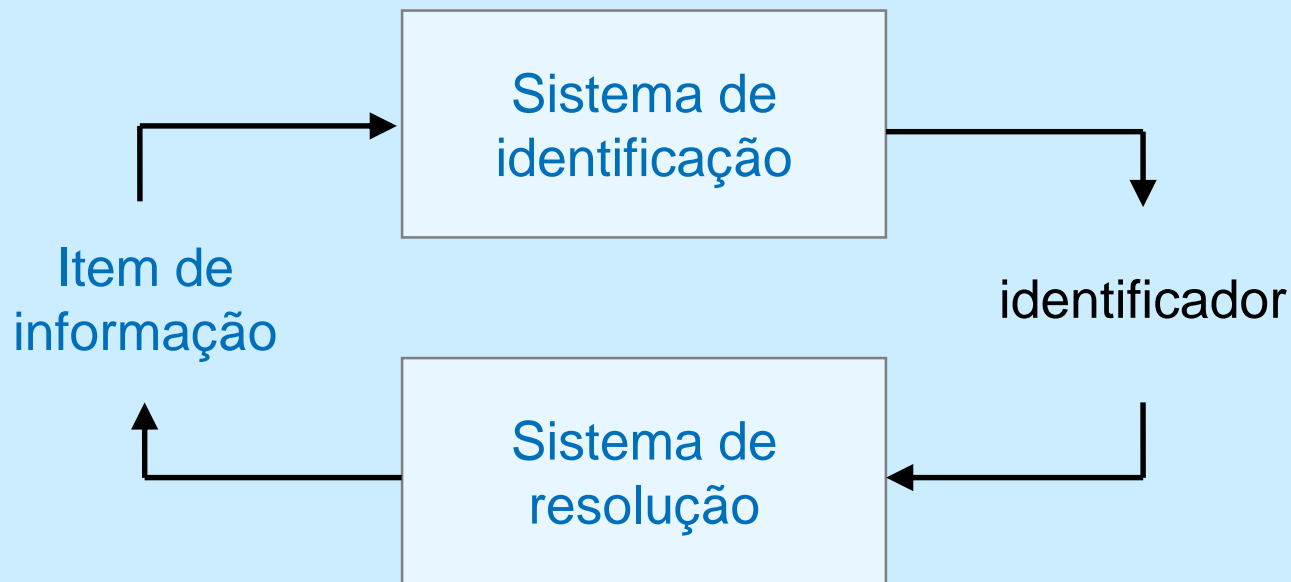 Sistema de
identificação
Item de
informação
identificador
Sistema de
resolução